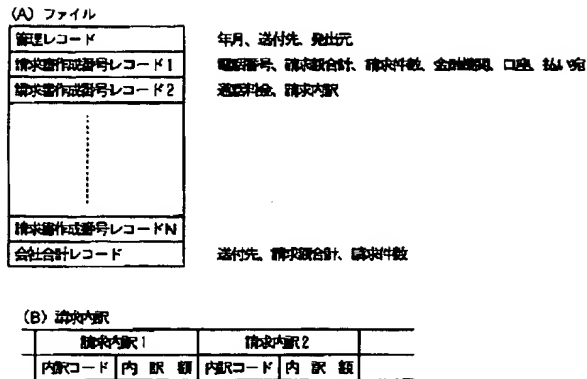 (A) ファイル
管理レコード 年月、送付先、発出元
請求書作成番号レコード1 電話番号、請求額合計、請求件数、金融機関、口座、払い宛
請求書作成番号レコード2 通話料金、請求内訳
請求書作成番号レコードN
会社合計レコード 送付先、請求額合計、請求件数
(B) 請求内訳
請求内訳1 請求内訳2
内訳コード 内訳額 内訳コード 内訳額